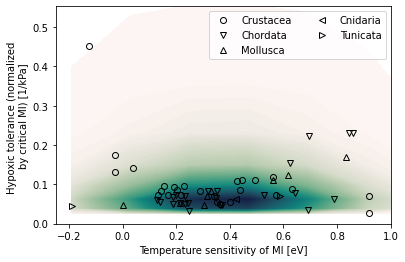 Crustacea
Chordata
Mollusca
Cnidaria
Tunicata
Hypoxic tolerance (normalized
by critical MI) [1/kPa]
0.5
0.4
0.3
0.2
0.1
0.0
−0.2
0.0
0.2
0.4
0.6
0.8
1.0
Temperature sensitivity of MI [eV]